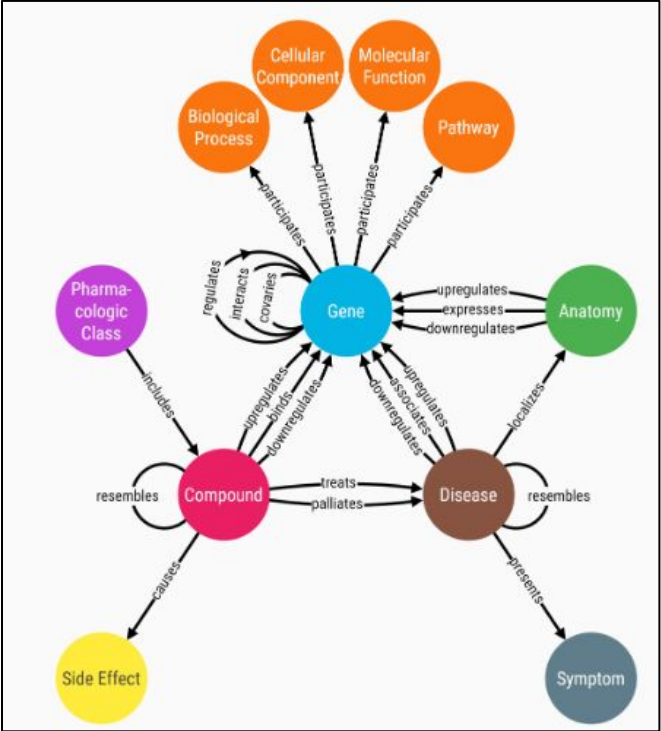 Cellular
Component
Molecular
Function
Biological
Process
Pathway
participates
participates
participates
participates
regulates
interacts
covaries
Pharma-
cologic
Class
Gene
upregulates
expresses
downregulates
Anatomy
includes
upregulates
binds
downregulates
upregulates
associates
downregulates
localizes
resembles
Compound
treats
palliates
Disease
resembles
causes
presents
Side Effect
Symptom